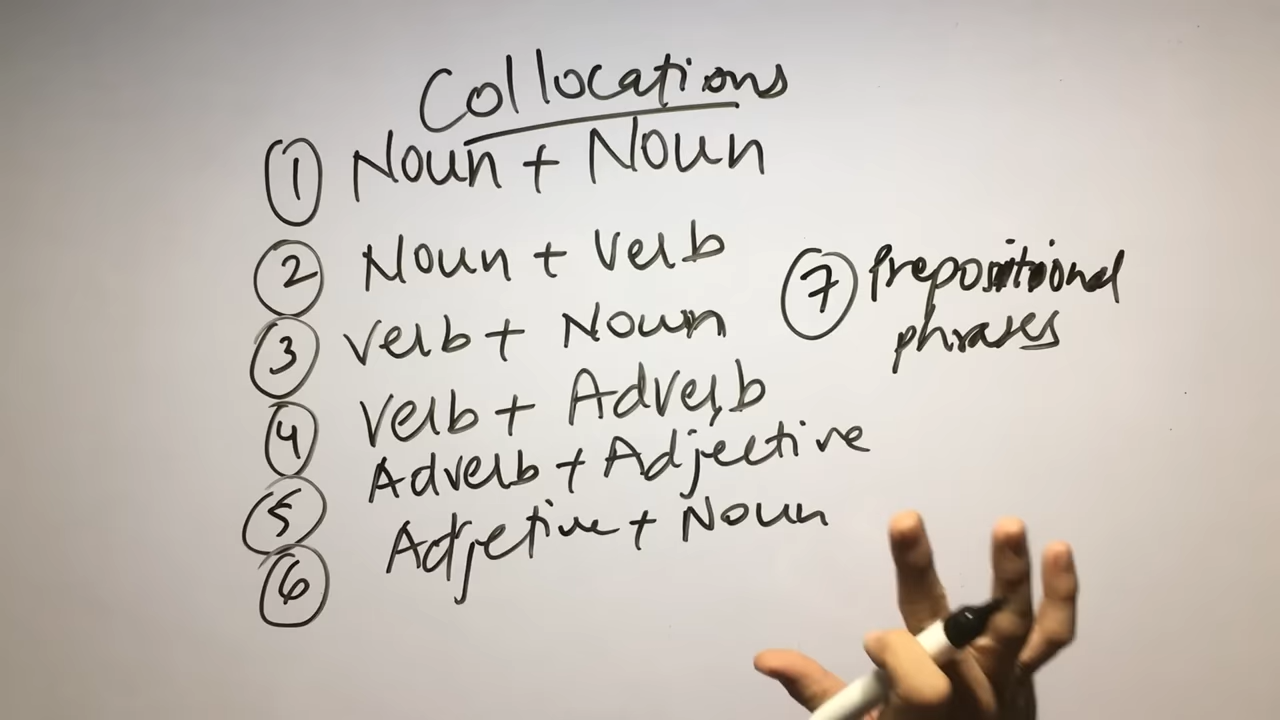 Collocations
1 Noun + Noun
2 Noun + Verb
3 Verb + Noun
4 Verb + Adverb
5 Adverb + Adjective
6 Adjetive + Noun
7 Prepositional
phrases